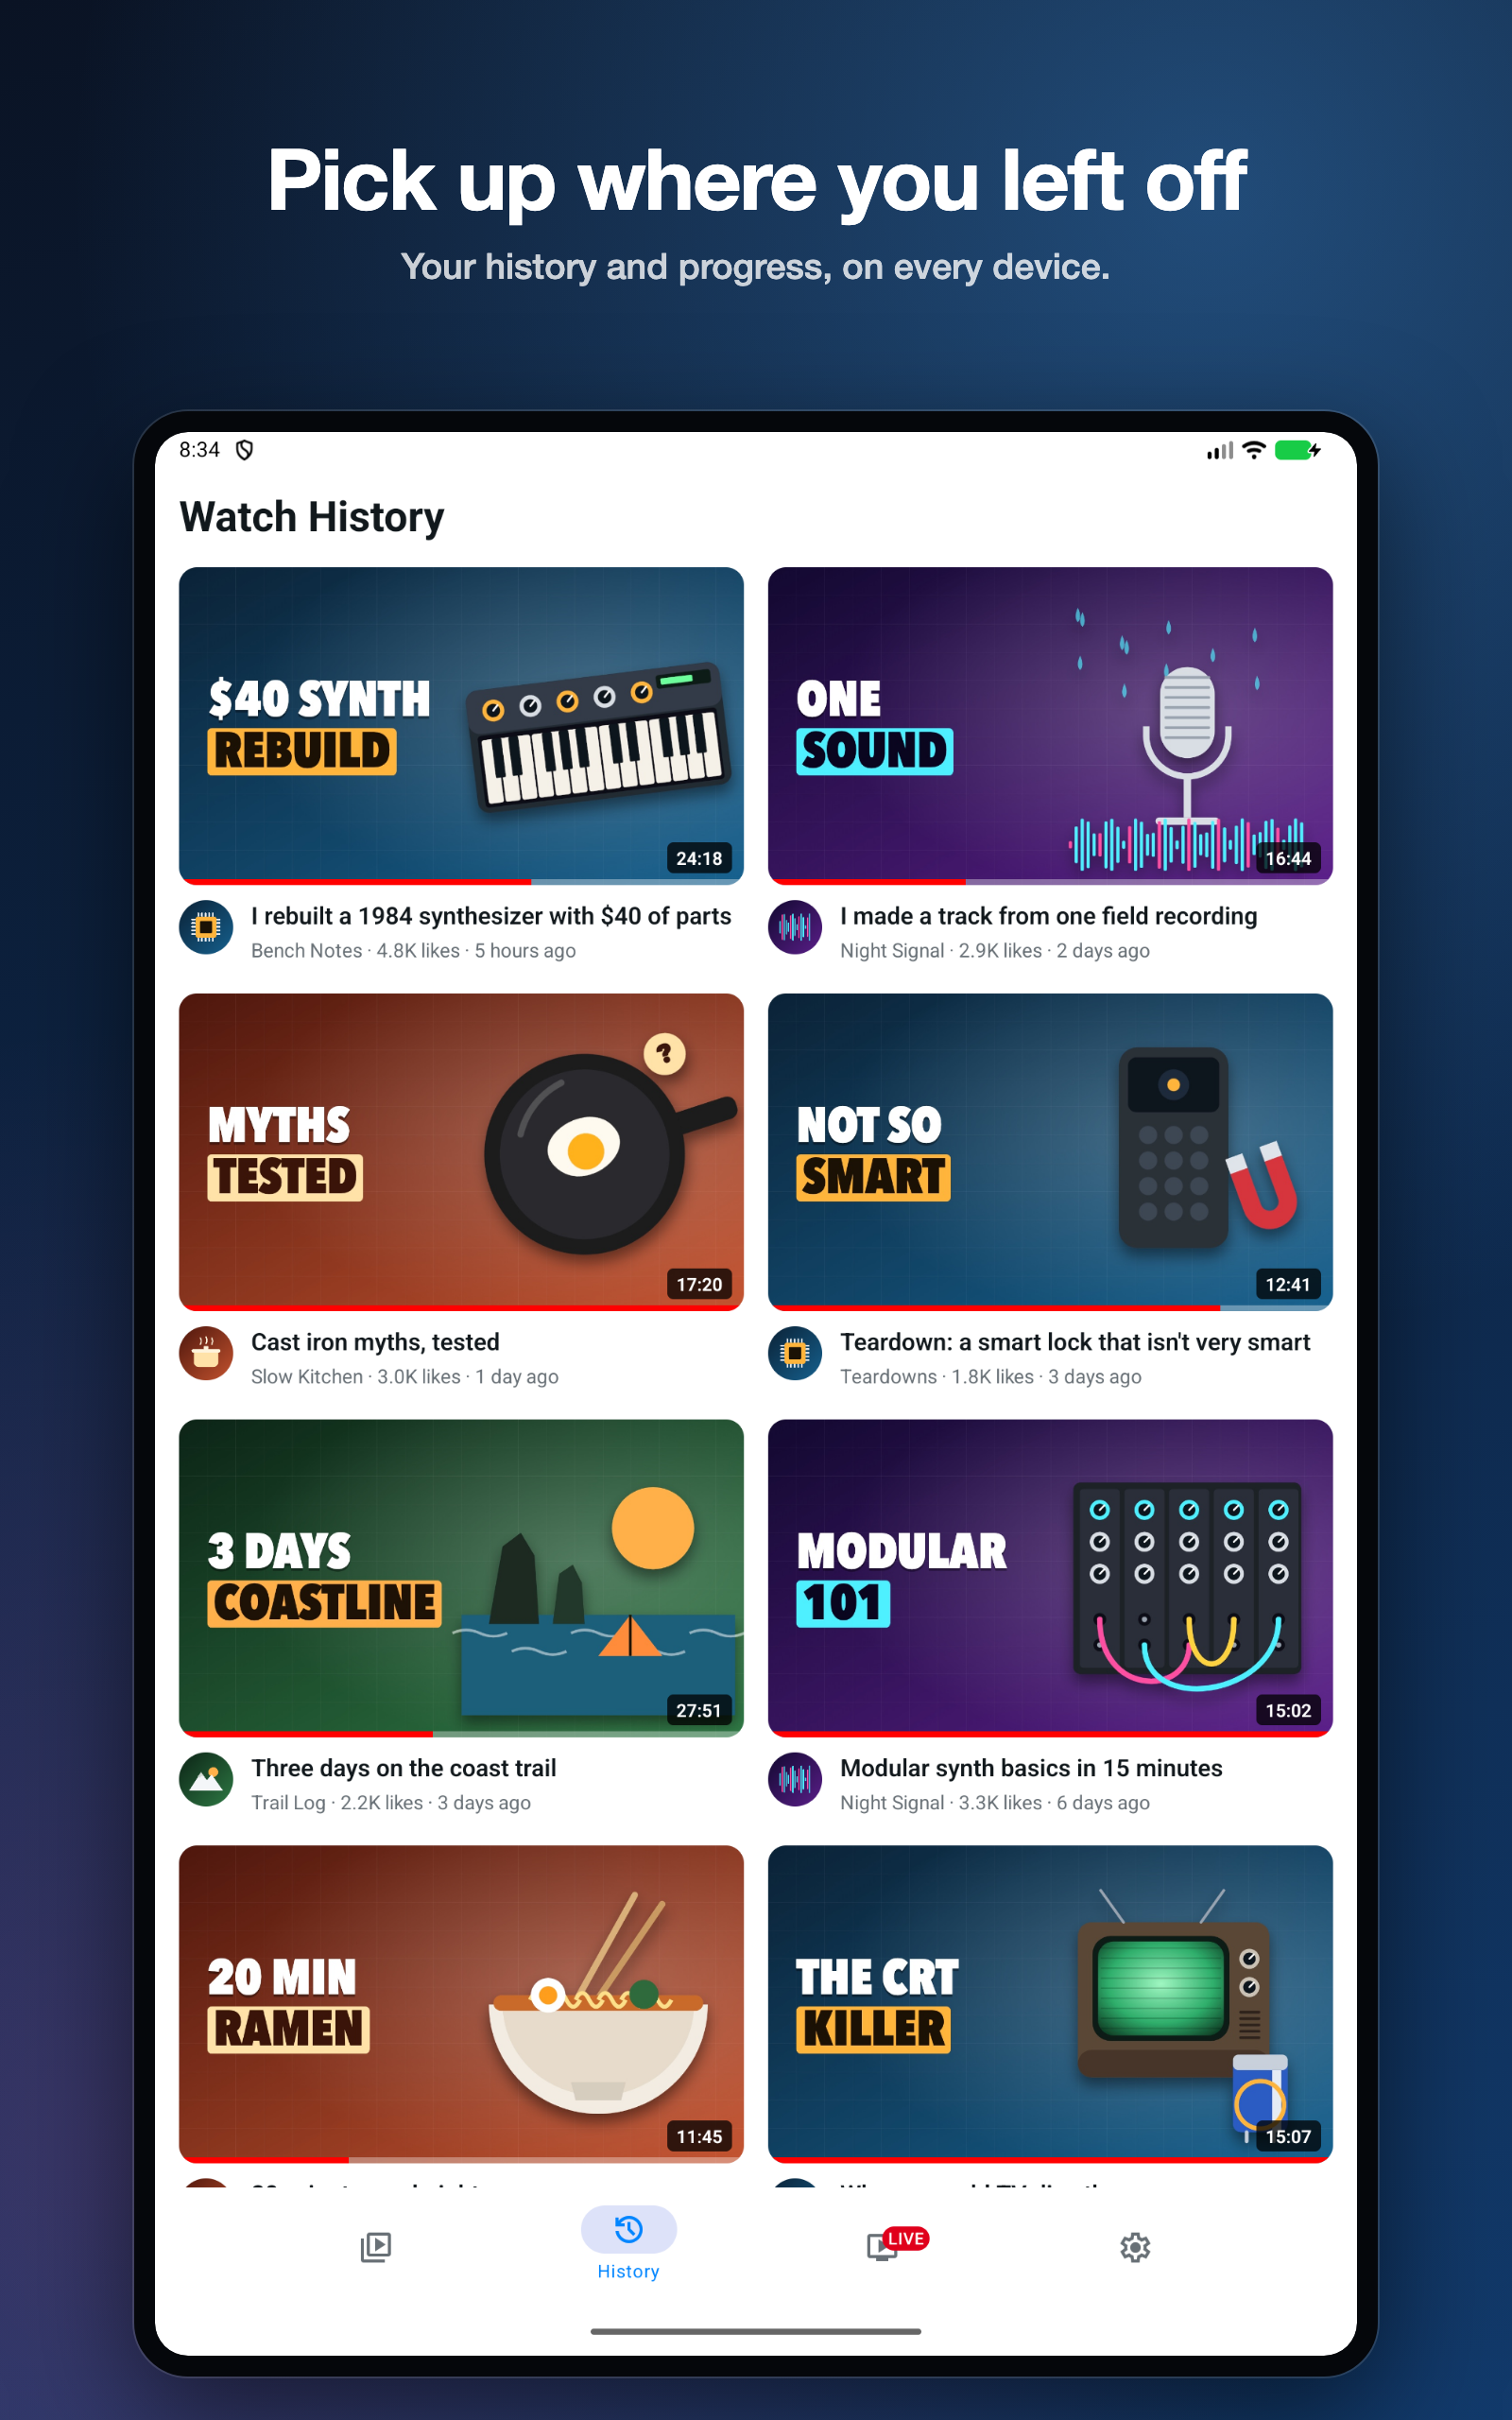 Pick up where you left off
Your history and progress, on every device.
8:34
Watch History
$40 SYNTH
REBUILD
24:18
I rebuilt a 1984 synthesizer with $40 of parts
Bench Notes · 4.8K likes · 5 hours ago
ONE
SOUND
16:44
I made a track from one field recording
Night Signal · 2.9K likes · 2 days ago
MYTHS
TESTED
?
17:20
Cast iron myths, tested
Slow Kitchen · 3.0K likes · 1 day ago
NOT SO
SMART
12:41
Teardown: a smart lock that isn't very smart
Teardowns · 1.8K likes · 3 days ago
3 DAYS
COASTLINE
27:51
Three days on the coast trail
Trail Log · 2.2K likes · 3 days ago
MODULAR
101
15:02
Modular synth basics in 15 minutes
Night Signal · 3.3K likes · 6 days ago
20 MIN
RAMEN
11:45
THE CRT
KILLER
15:07
History
LIVE